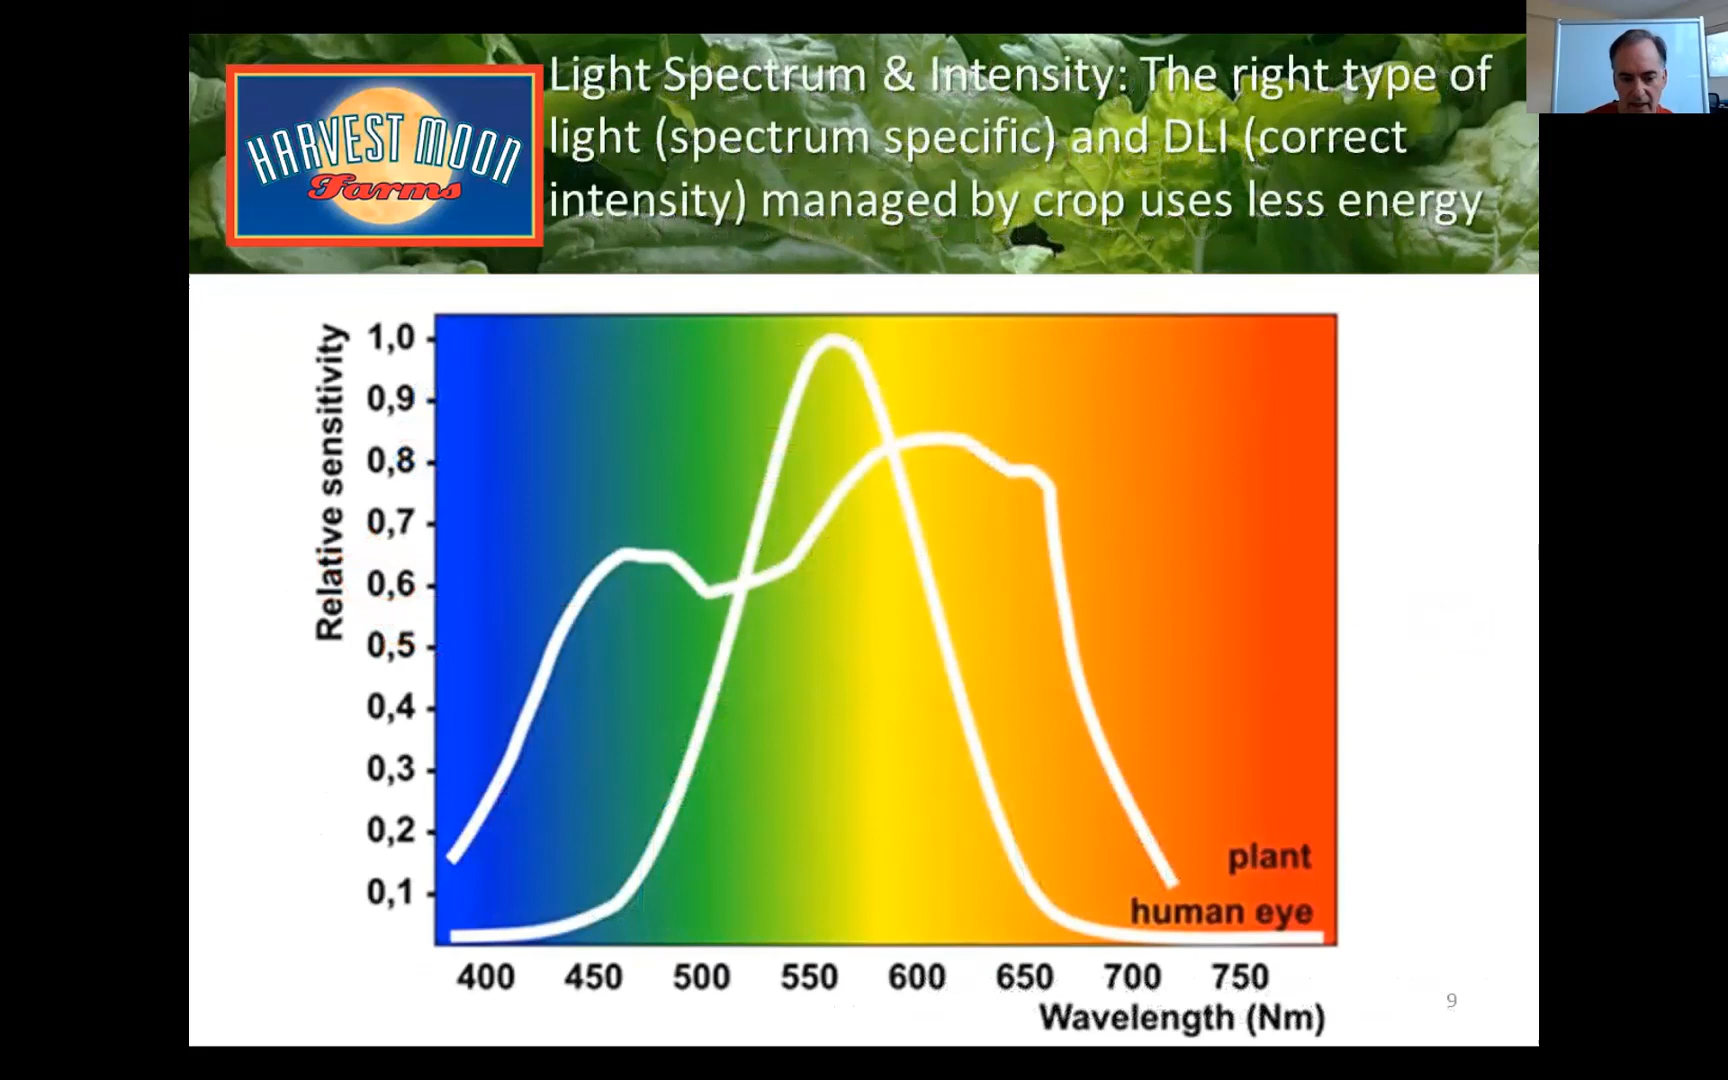 Light Spectrum & Intensity: The right type of
light (spectrum specific) and DLI (correct
intensity) managed by crop uses less energy
HARVEST MOON
Farms
Relative sensitivity
1,0
0,9
0,8
0,7
0,6
0,5
0,4
0,3
0,2
0,1
plant
human eye
400 450 500 550 600 650 700 750
Wavelength (Nm)
9